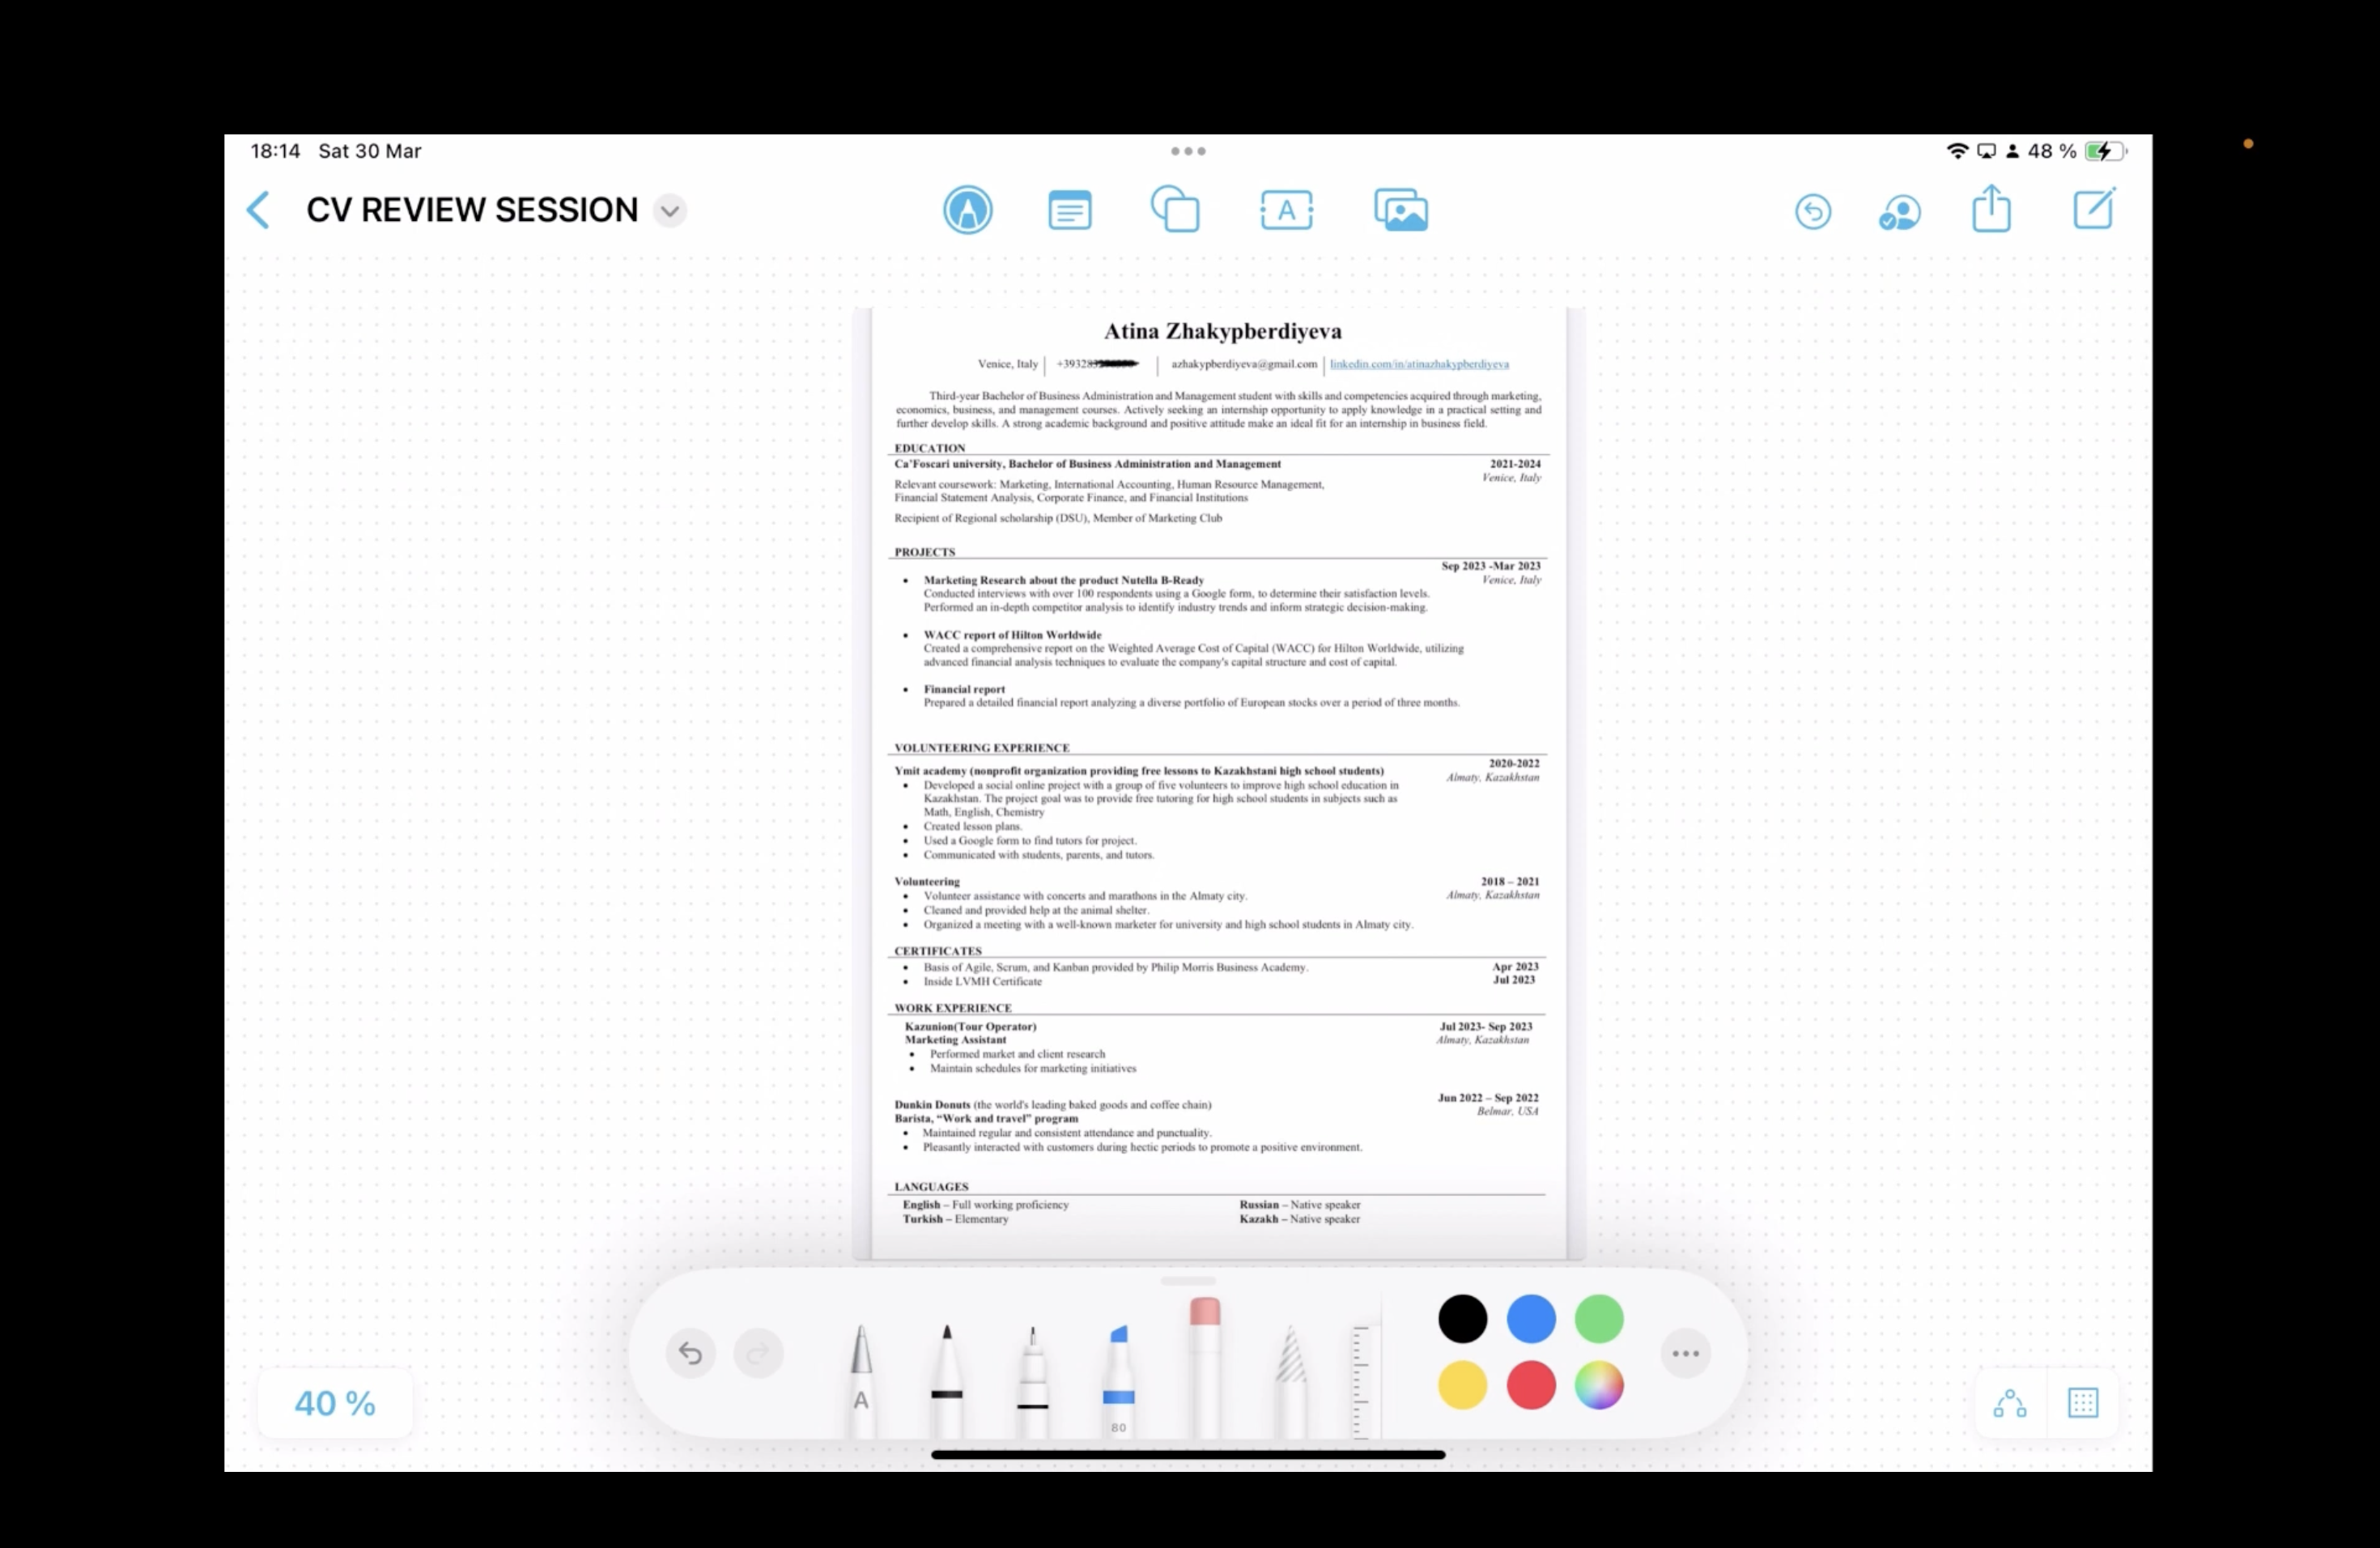 18:14 Sat 30 Mar
48 %
CV REVIEW SESSION
A
Atina Zhakypberdiyeva
Venice, Italy
azhakypberdiyeva@gmail.com
linkedin.com/in/atinazhakypberdiyeva
Third-year Bachelor of Business Administration and Management student with skills and competencies acquired through marketing,
economics, business, and management courses. Actively seeking an internship opportunity to apply knowledge in a practical setting and
further develop skills. A strong academic background and positive attitude make an ideal fit for an internship in business field.
EDUCATION
Ca'Foscari university, Bachelor of Business Administration and Management
2021-2024
Venice, Italy
Relevant coursework: Marketing, International Accounting, Human Resource Management,
Financial Statement Analysis, Corporate Finance, and Financial Institutions
Recipient of Regional scholarship (DSU), Member of Marketing Club
PROJECTS
Sep 2023 -Mar 2023
Venice, Italy
• Marketing Research about the product Nutella B-Ready
Conducted interviews with over 100 respondents using a Google form, to determine their satisfaction levels.
Performed an in-depth competitor analysis to identify industry trends and inform strategic decision-making.
• WACC report of Hilton Worldwide
Created a comprehensive report on the Weighted Average Cost of Capital (WACC) for Hilton Worldwide, utilizing
advanced financial analysis techniques to evaluate the company's capital structure and cost of capital.
• Financial report
Prepared a detailed financial report analyzing a diverse portfolio of European stocks over a period of three months.
VOLUNTEERING EXPERIENCE
2020-2022
Almaty, Kazakhstan
Ymit academy (nonprofit organization providing free lessons to Kazakhstani high school students)
• Developed a social online project with a group of five volunteers to improve high school education in
Kazakhstan. The project goal was to provide free tutoring for high school students in subjects such as
Math, English, Chemistry
• Created lesson plans.
• Used a Google form to find tutors for project.
• Communicated with students, parents, and tutors.
Volunteering
2018 – 2021
Almaty, Kazakhstan
• Volunteer assistance with concerts and marathons in the Almaty city.
• Cleaned and provided help at the animal shelter.
• Organized a meeting with a well-known marketer for university and high school students in Almaty city.
CERTIFICATES
• Basis of Agile, Scrum, and Kanban provided by Philip Morris Business Academy.
Apr 2023
• Inside LVMH Certificate
Jul 2023
WORK EXPERIENCE
Kazunion(Tour Operator)
Jul 2023- Sep 2023
Marketing Assistant
Almaty, Kazakhstan
• Performed market and client research
• Maintain schedules for marketing initiatives
Jun 2022 – Sep 2022
Belmar, USA
Dunkin Donuts (the world's leading baked goods and coffee chain)
Barista, “Work and travel” program
• Maintained regular and consistent attendance and punctuality.
• Pleasantly interacted with customers during hectic periods to promote a positive environment.
LANGUAGES
English – Full working proficiency
Russian – Native speaker
Turkish – Elementary
Kazakh – Native speaker
A
80
40 %